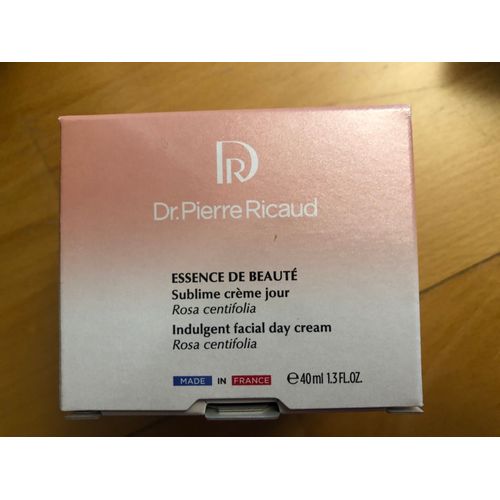 DR
Dr.Pierre Ricaud
ESSENCE DE BEAUTÉ
Sublime crème jour
Rosa centifolia
Indulgent facial day cream
Rosa centifolia
MADE IN FRANCE ℮40ml 1.3 FL.OZ.